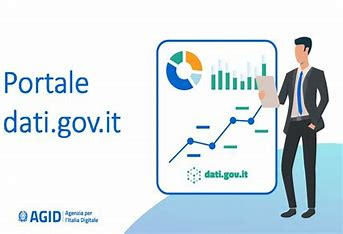 Portale
dati.gov.it
dati.gov.it
AGID
Agenzia per
l'Italia Digitale